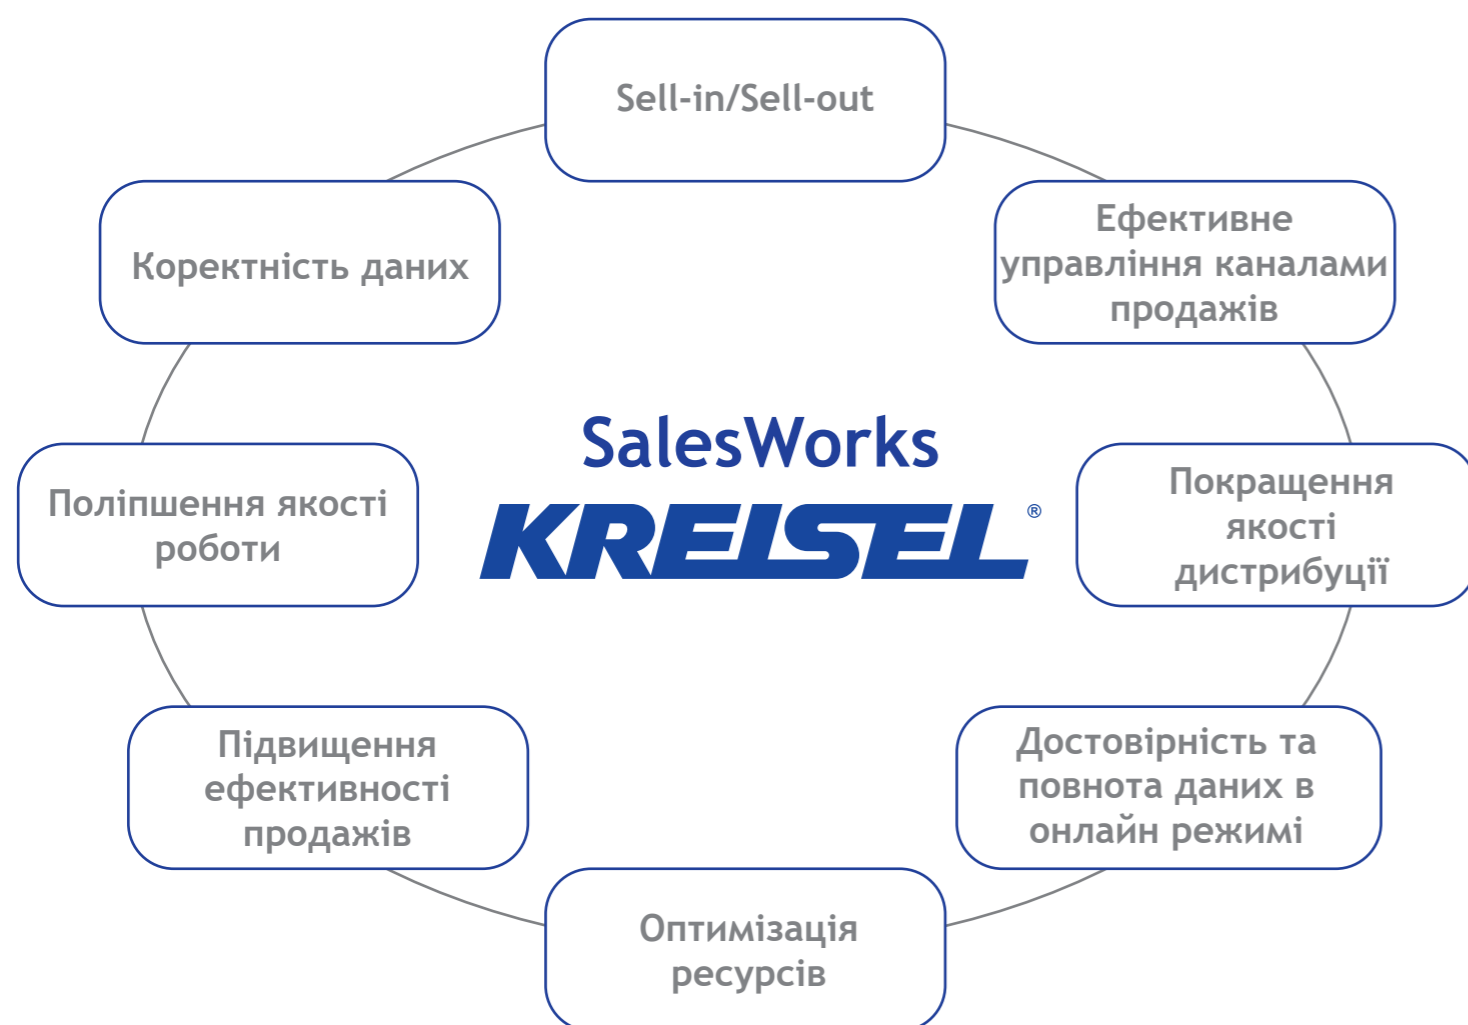 Sell-in/Sell-out
Ефективне
управління каналами
продажів
Коректність даних
SalesWorks
KREISEL®
Покращення
якості
дистрибуції
Поліпшення якості
роботи
Достовірність та
повнота даних в
онлайн режимі
Підвищення
ефективності
продажів
Оптимізація
ресурсів